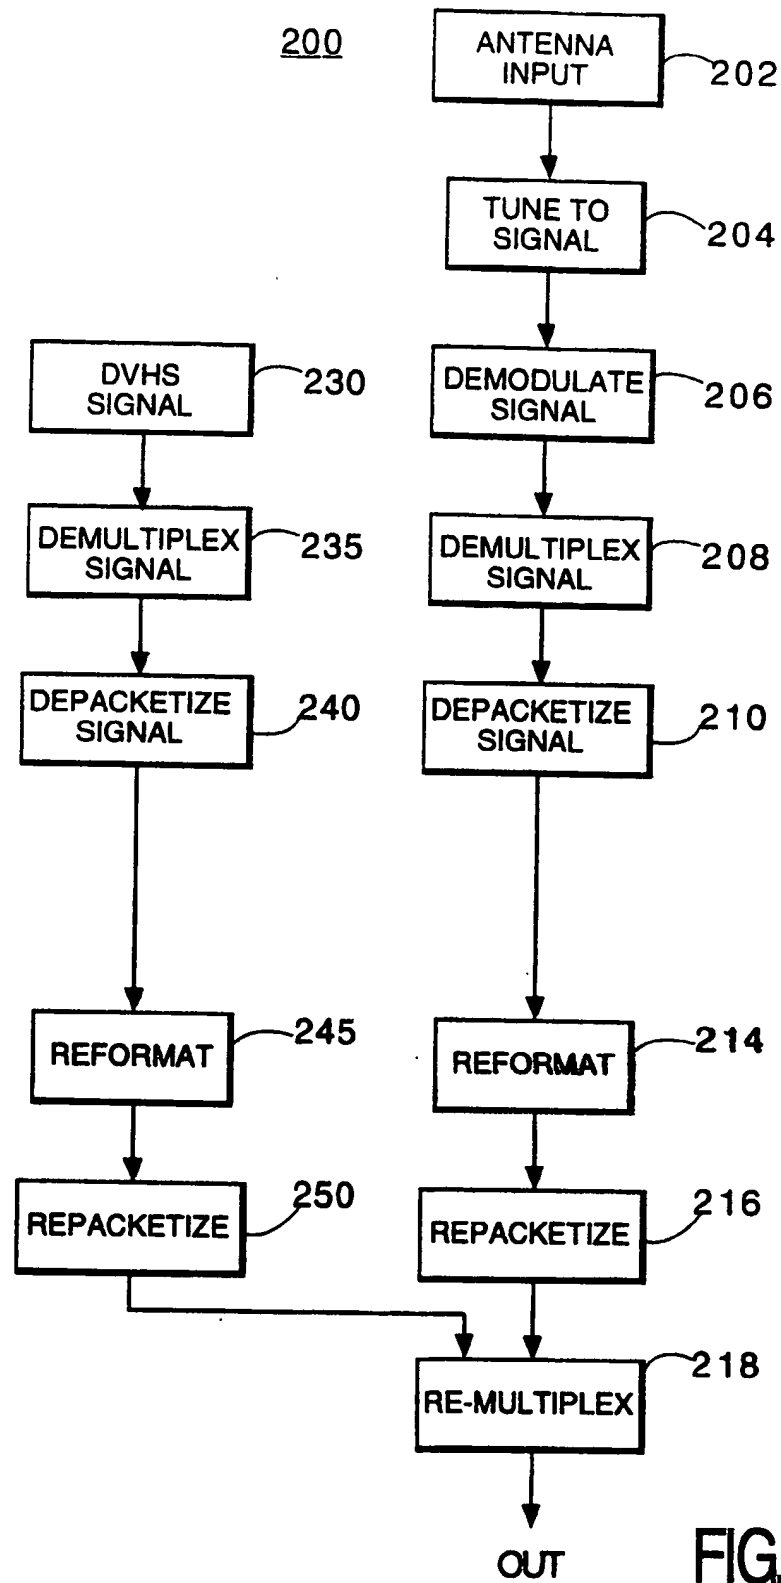 200
ANTENNA
INPUT
202
TUNE TO
SIGNAL
204
DVHS
SIGNAL
230
DEMODULATE
SIGNAL
206
DEMULTIPLEX
SIGNAL
235
DEMULTIPLEX
SIGNAL
208
DEPACKETIZE
SIGNAL
240
DEPACKETIZE
SIGNAL
210
REFORMAT
245
REFORMAT
214
REPACKETIZE
250
REPACKETIZE
216
RE-MULTIPLEX
218
OUT
FIG.